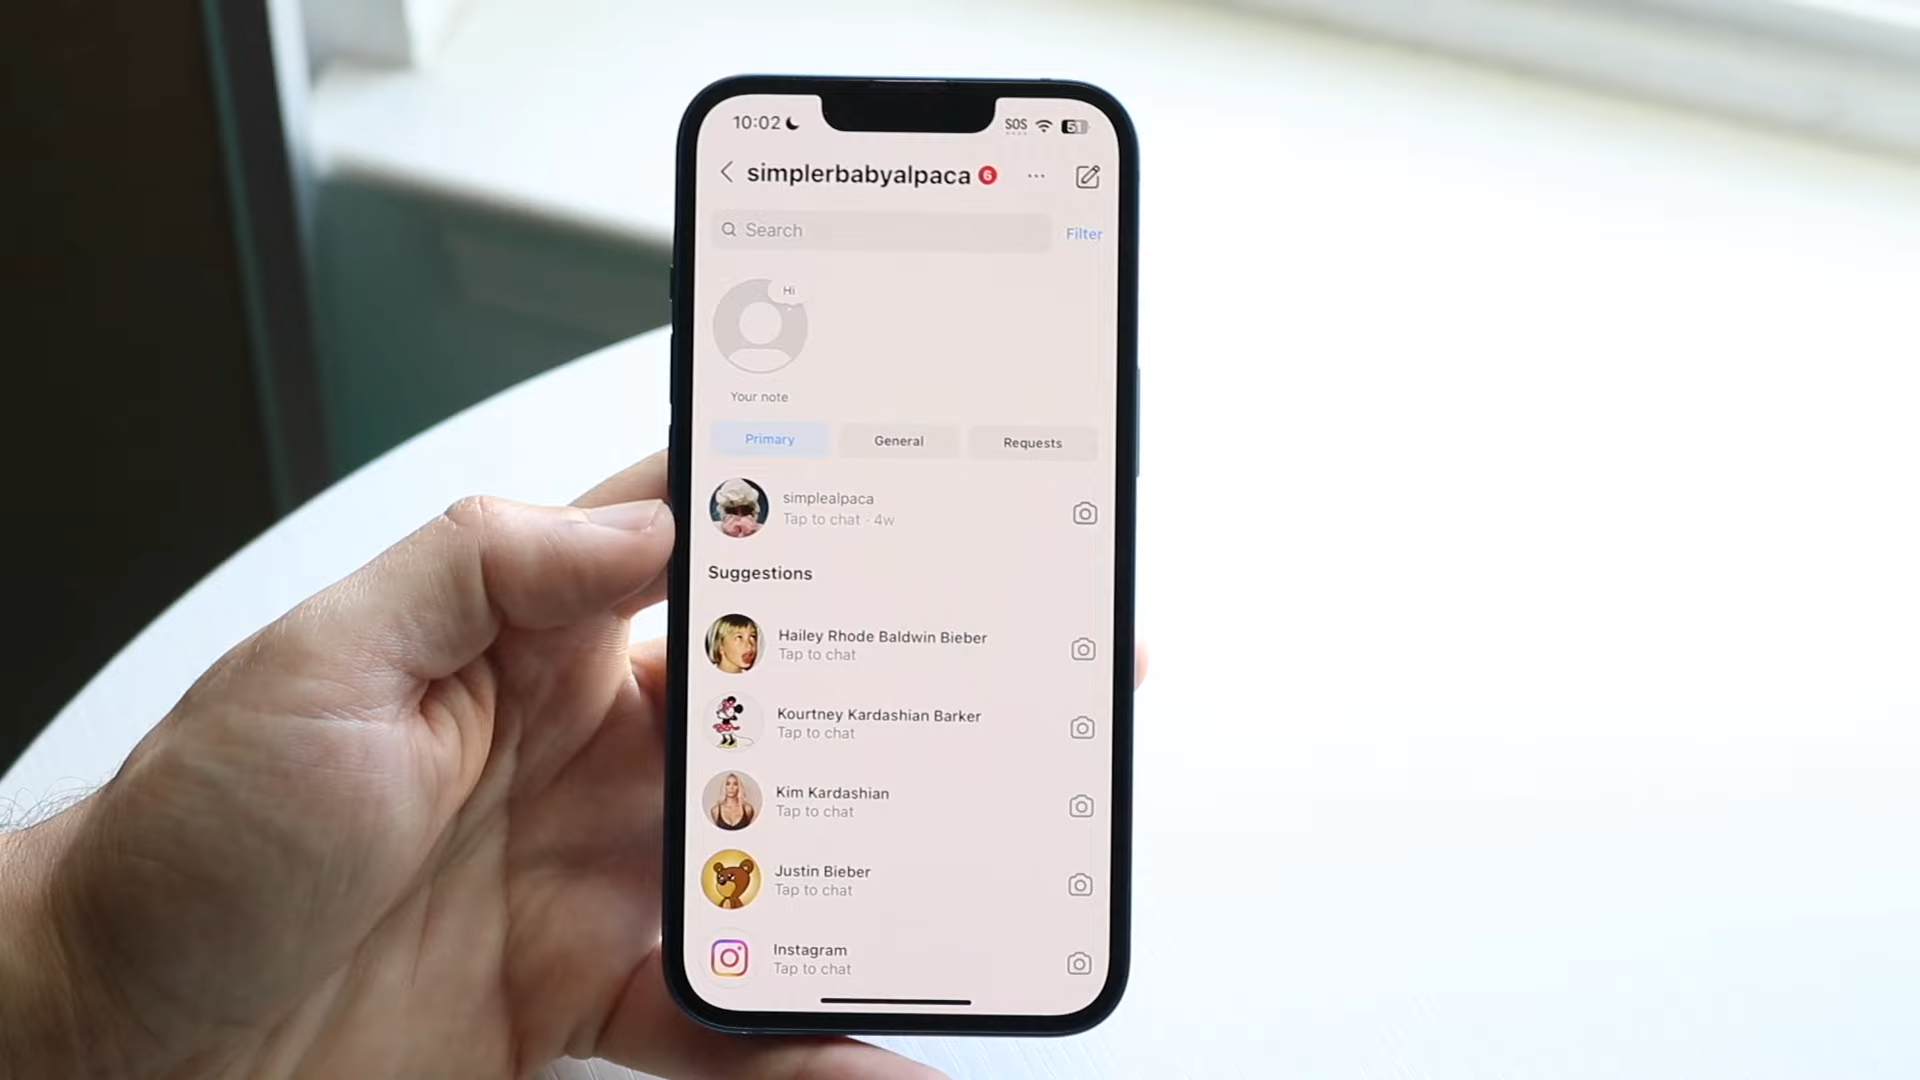 10:02 SOS 51
simplerbabyalpaca 6 ...
Search Filter
Hi
Your note
Primary General Requests
simplealpaca
Tap to chat · 4w
Suggestions
Hailey Rhode Baldwin Bieber
Tap to chat
Kourtney Kardashian Barker
Tap to chat
Kim Kardashian
Tap to chat
Justin Bieber
Tap to chat
Instagram
Tap to chat